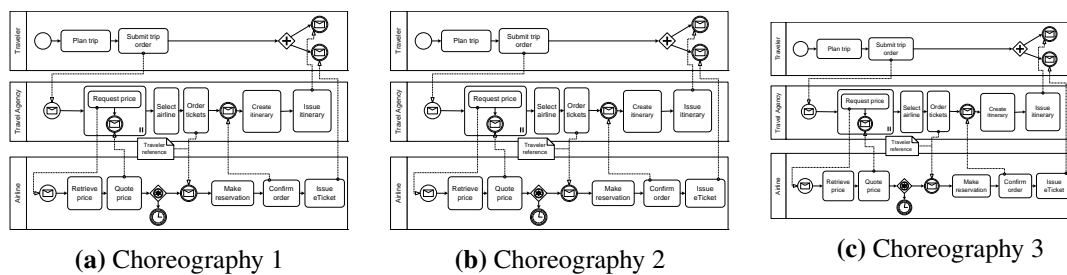 Traveler
Plan trip
Submit trip
order
Travel Agency
Request price
Select
airline
Order
tickets
Create
itinerary
Issue
itinerary
Traveler
reference
Airline
Retrieve
price
Quote
price
Make
reservation
Confirm
order
Issue
eTicket
(a) Choreography 1
Traveler
Plan trip
Submit trip
order
Travel Agency
Request price
Select
airline
Order
tickets
Create
itinerary
Issue
itinerary
Traveler
reference
Airline
Retrieve
price
Quote
price
Make
reservation
Confirm
order
Issue
eTicket
(b) Choreography 2
Traveler
Plan trip
Submit trip
order
Travel Agency
Request price
Select
airline
Order
tickets
Create
itinerary
Issue
itinerary
Traveler
reference
Airline
Retrieve
price
Quote
price
Make
reservation
Confirm
order
Issue
eTicket
(c) Choreography 3